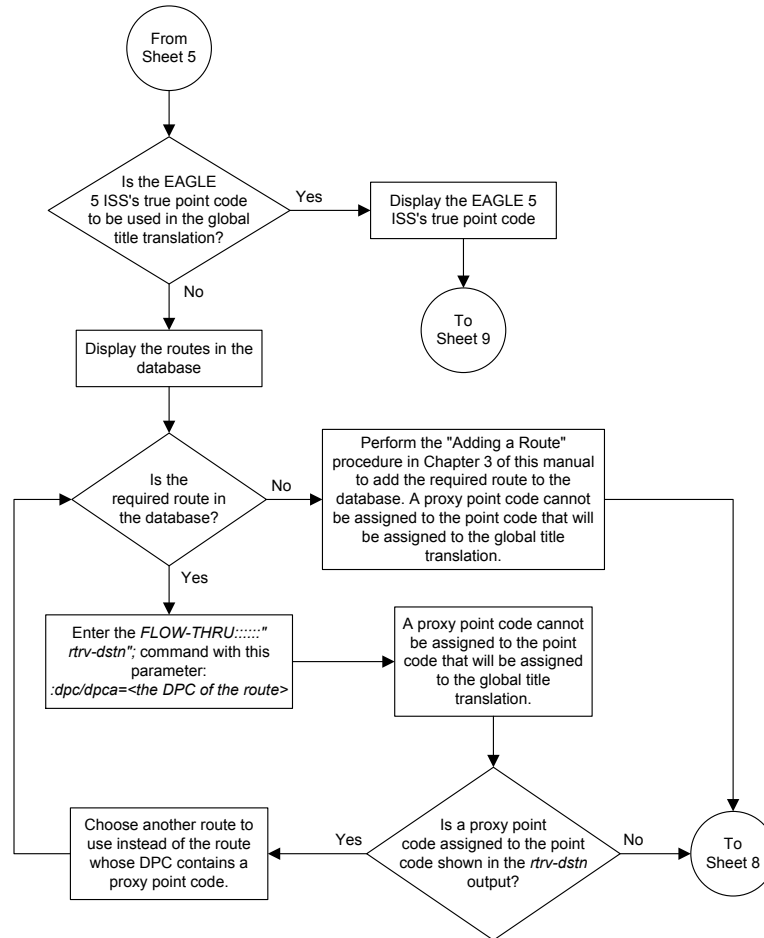 From
Sheet 5
Is the EAGLE
5 ISS's true point code
to be used in the global
title translation?
Yes
Display the EAGLE 5
ISS's true point code
No
To
Sheet 9
Display the routes in the
database
Is the
required route in
the database?
No
Perform the "Adding a Route"
procedure in Chapter 3 of this manual
to add the required route to the
database. A proxy point code cannot
be assigned to the point code that will
be assigned to the global title
translation.
Yes
Enter the FLOW-THRU::::::"
rtrv-dstn"; command with this
parameter:
:dpc/dpca=<the DPC of the route>
A proxy point code cannot
be assigned to the point
code that will be assigned
to the global title
translation.
Is a proxy point
code assigned to the point
code shown in the rtrv-dstn
output?
Yes
Choose another route to
use instead of the route
whose DPC contains a
proxy point code.
No
To
Sheet 8